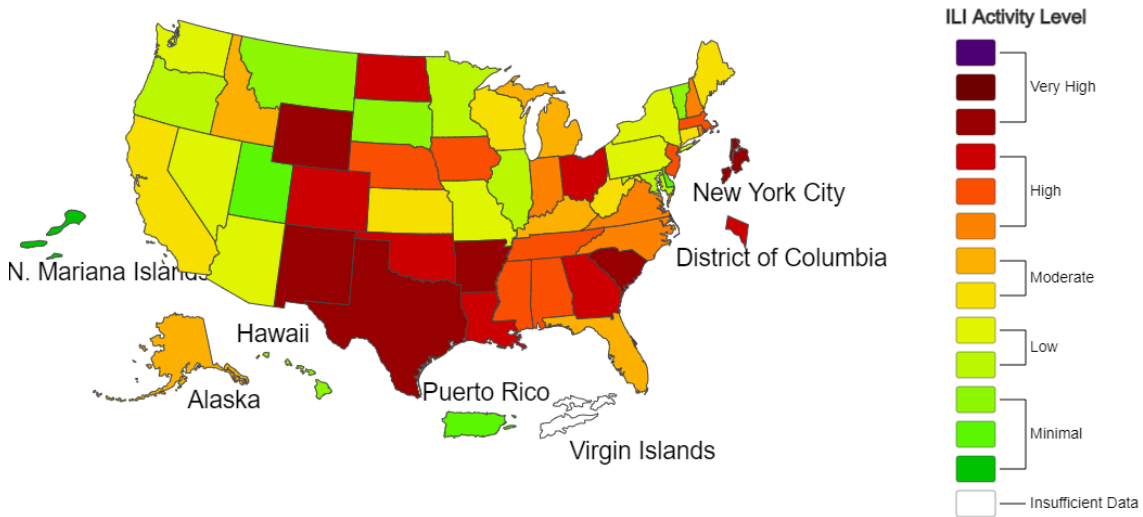 ILI Activity Level
Very High
High
Moderate
Low
Minimal
Insufficient Data
New York City
District of Columbia
N. Mariana Islands
Hawaii
Alaska
Puerto Rico
Virgin Islands